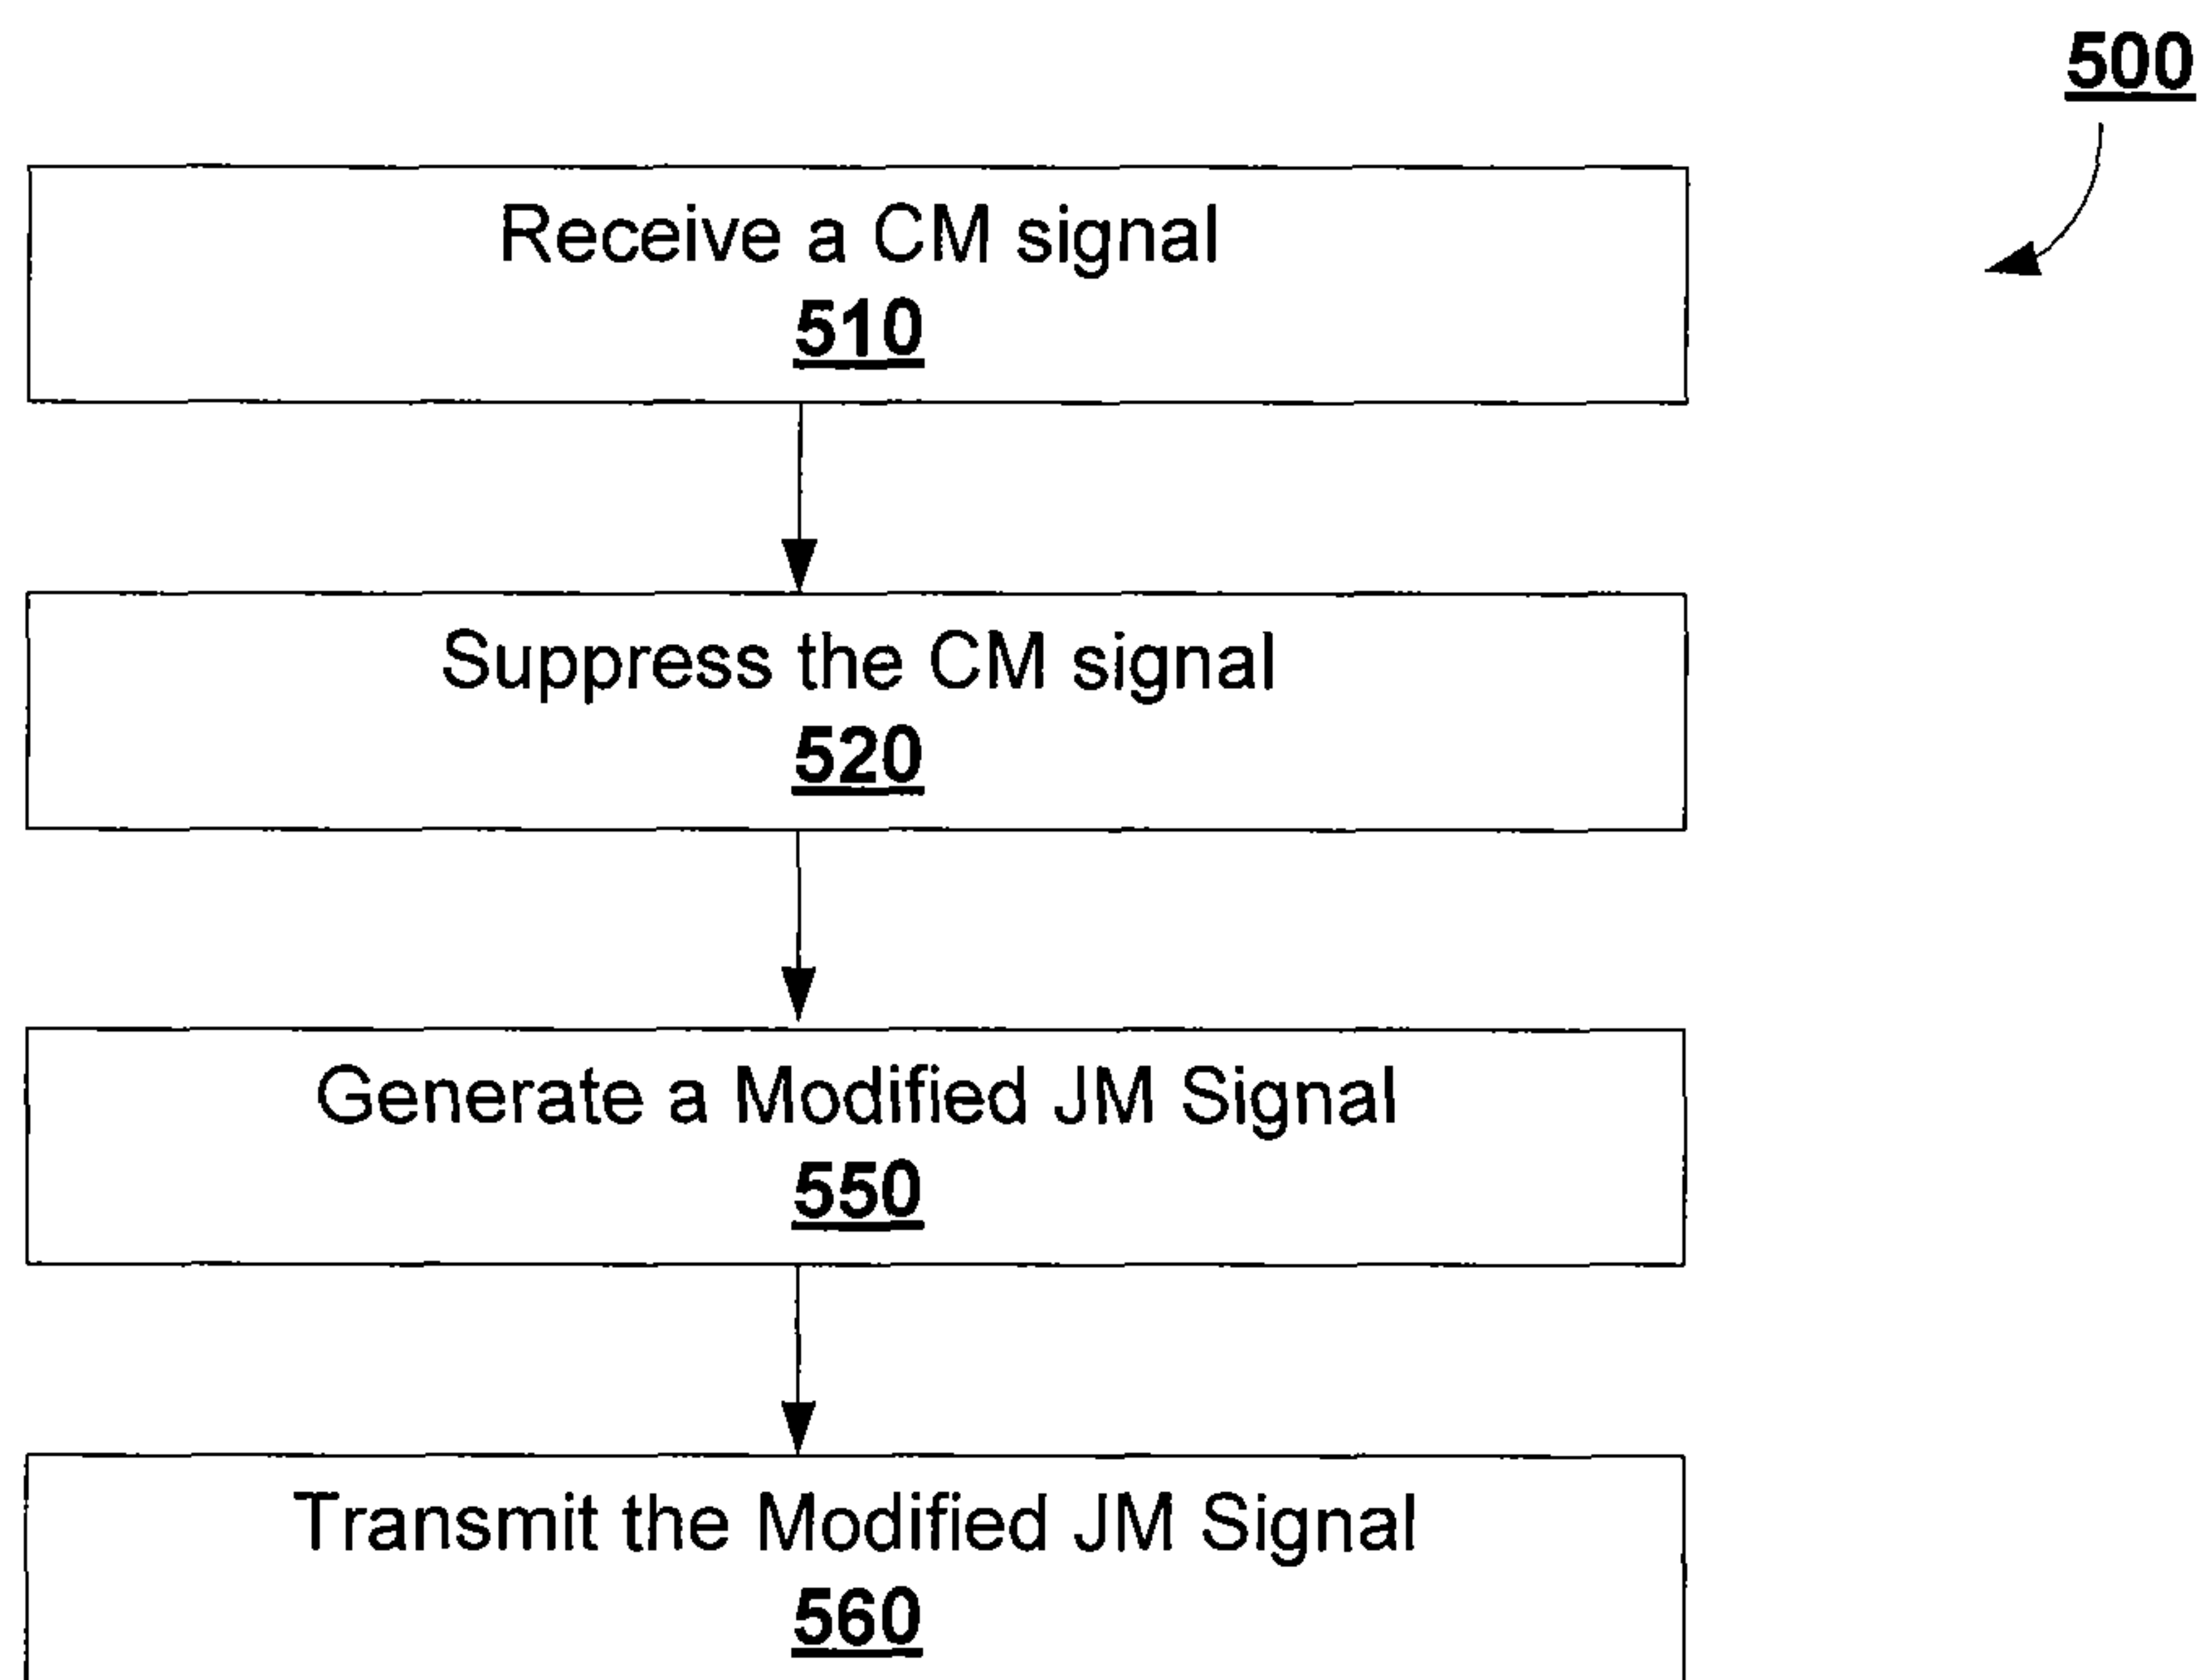 500
Receive a CM signal
510
Suppress the CM signal
520
Generate a Modified JM Signal
550
Transmit the Modified JM Signal
560